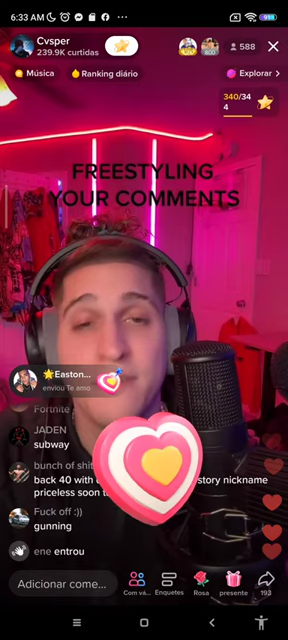 6:33 AM
99
Cvsper
239.9K curtidas
600
588
Música
Ranking diário
Explorar >
340/34
4
FREESTYLING
YOUR COMMENTS
Easton...
enviou Te amo
Fortnite
JADEN
subway
bunch of shit
back 40 with
story nickname
priceless soon t
Fuck off :))
gunning
ene entrou
Adicionar come...
Com vá...
Enquetes
Rosa
presente
193